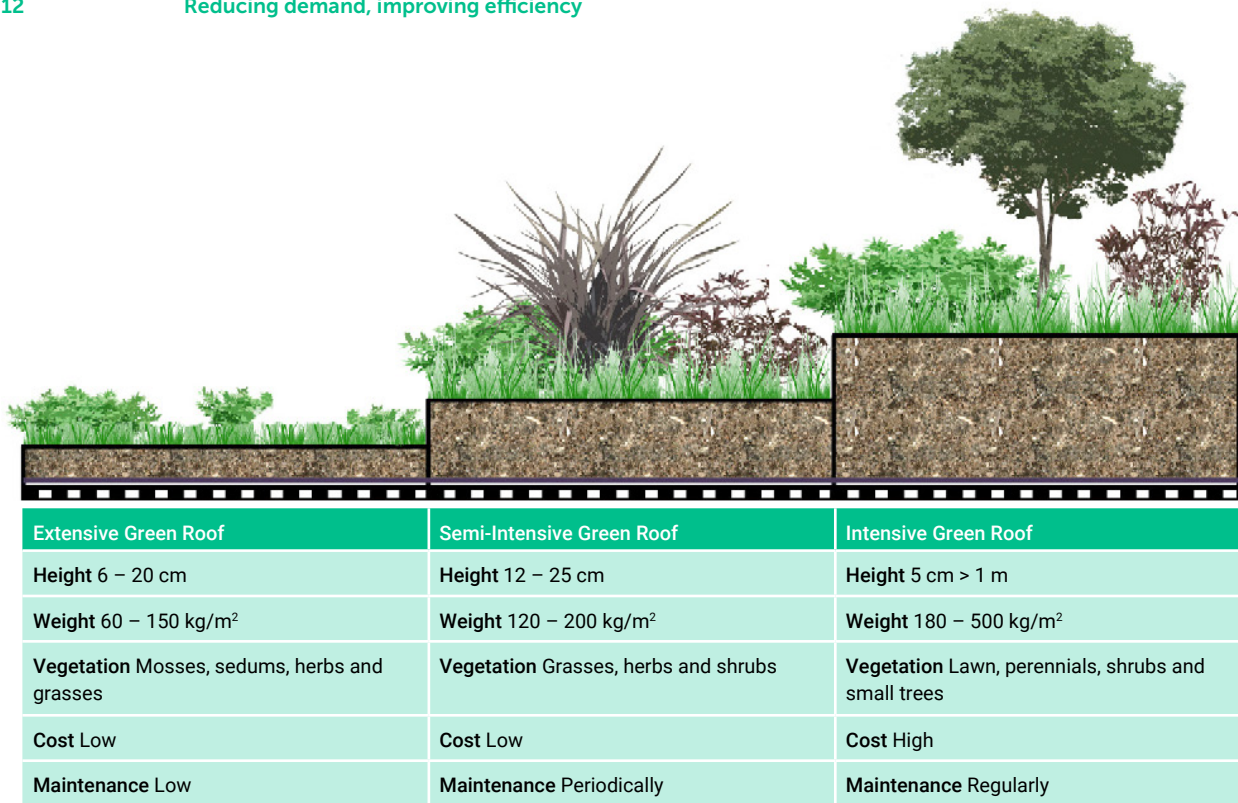 12 Reducing demand, improving efficiency
Extensive Green Roof
Semi-Intensive Green Roof
Intensive Green Roof
Height 6 – 20 cm
Height 12 – 25 cm
Height 5 cm > 1 m
Weight 60 – 150 kg/m²
Weight 120 – 200 kg/m²
Weight 180 – 500 kg/m²
Vegetation Mosses, sedums, herbs and
grasses
Vegetation Grasses, herbs and shrubs
Vegetation Lawn, perennials, shrubs and
small trees
Cost Low
Cost Low
Cost High
Maintenance Low
Maintenance Periodically
Maintenance Regularly